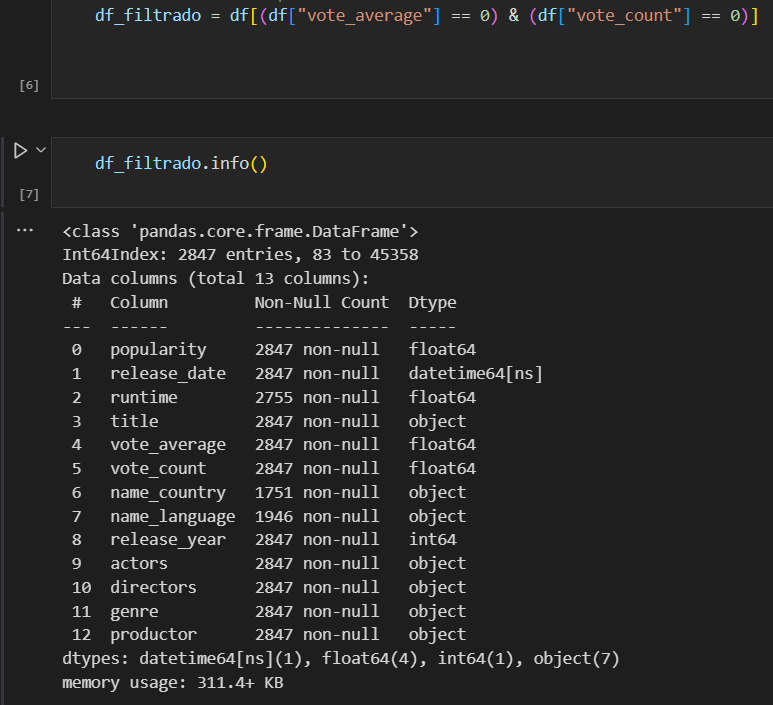 df_filtrado = df[(df["vote_average"] == 0) & (df["vote_count"] == 0)]
[6]
df_filtrado.info()
[7]
...
<class 'pandas.core.frame.DataFrame'>
Int64Index: 2847 entries, 83 to 45358
Data columns (total 13 columns):
 #   Column         Non-Null Count  Dtype
---  ------         --------------  -----
 0   popularity     2847 non-null   float64
 1   release_date   2847 non-null   datetime64[ns]
 2   runtime        2755 non-null   float64
 3   title          2847 non-null   object
 4   vote_average   2847 non-null   float64
 5   vote_count     2847 non-null   float64
 6   name_country   1751 non-null   object
 7   name_language  1946 non-null   object
 8   release_year   2847 non-null   int64
 9   actors         2847 non-null   object
 10  directors      2847 non-null   object
 11  genre          2847 non-null   object
 12  productor      2847 non-null   object
dtypes: datetime64[ns](1), float64(4), int64(1), object(7)
memory usage: 311.4+ KB